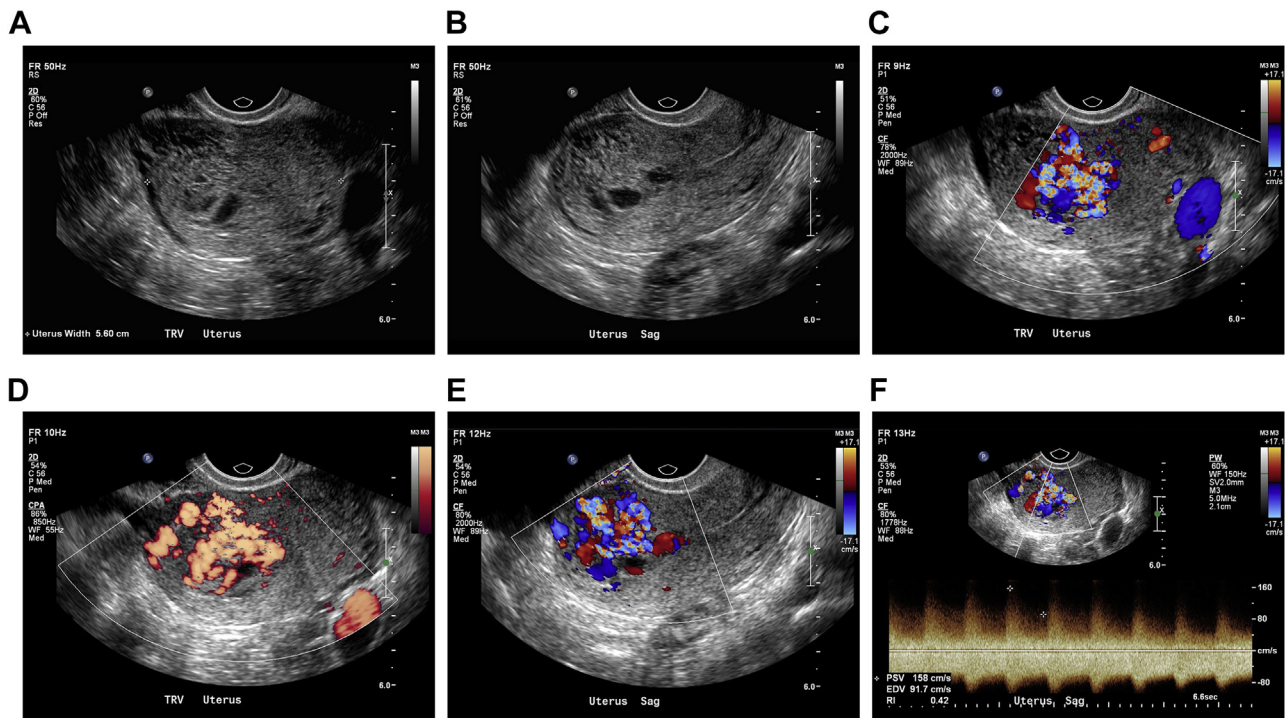 A
FR 50Hz
RS
2D
60%
C 56
P Off
Res
M3
P
X
6.0
Uterus Width 5.60 cm
TRV Uterus
B
FR 50Hz
RS
2D
61%
C 56
P Off
Res
M3
P
X
6.0
Uterus Sag
C
FR 9Hz
P1
2D
51%
C 56
P Med
Pen
CF
78%
2000Hz
WF 89Hz
Med
M3 M3
+17.1
-17.1
cm/s
P
X
6.0
TRV Uterus
D
FR 10Hz
P1
2D
54%
C 56
P Med
Pen
CPA
86%
850Hz
WF 55Hz
Med
M3 M3
P
X
6.0
TRV Uterus
E
FR 12Hz
P1
2D
54%
C 56
P Med
Pen
CF
80%
2000Hz
WF 89Hz
Med
M3 M3
+17.1
-17.1
cm/s
P
X
6.0
Uterus Sag
F
FR 13Hz
P1
2D
53%
C 56
P Med
Pen
CF
80%
1778Hz
WF 88Hz
Med
M3 M3
+17.1
-17.1
cm/s
PW
60%
WF 150Hz
SV2.0mm
M3
5.0MHz
2.1cm
P
X
6.0
160
80
cm/s
-80
PSV 158 cm/s
EDV 91.7 cm/s
RI 0.42
Uterus Sag
6.6sec